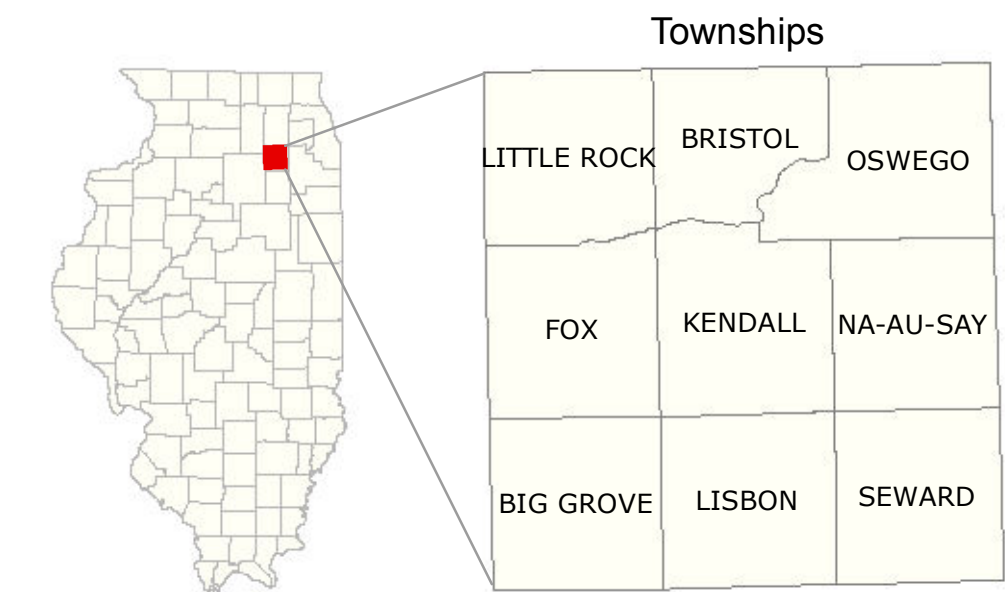 Townships
LITTLE ROCK
BRISTOL
OSWEGO
FOX
KENDALL
NA-AU-SAY
BIG GROVE
LISBON
SEWARD